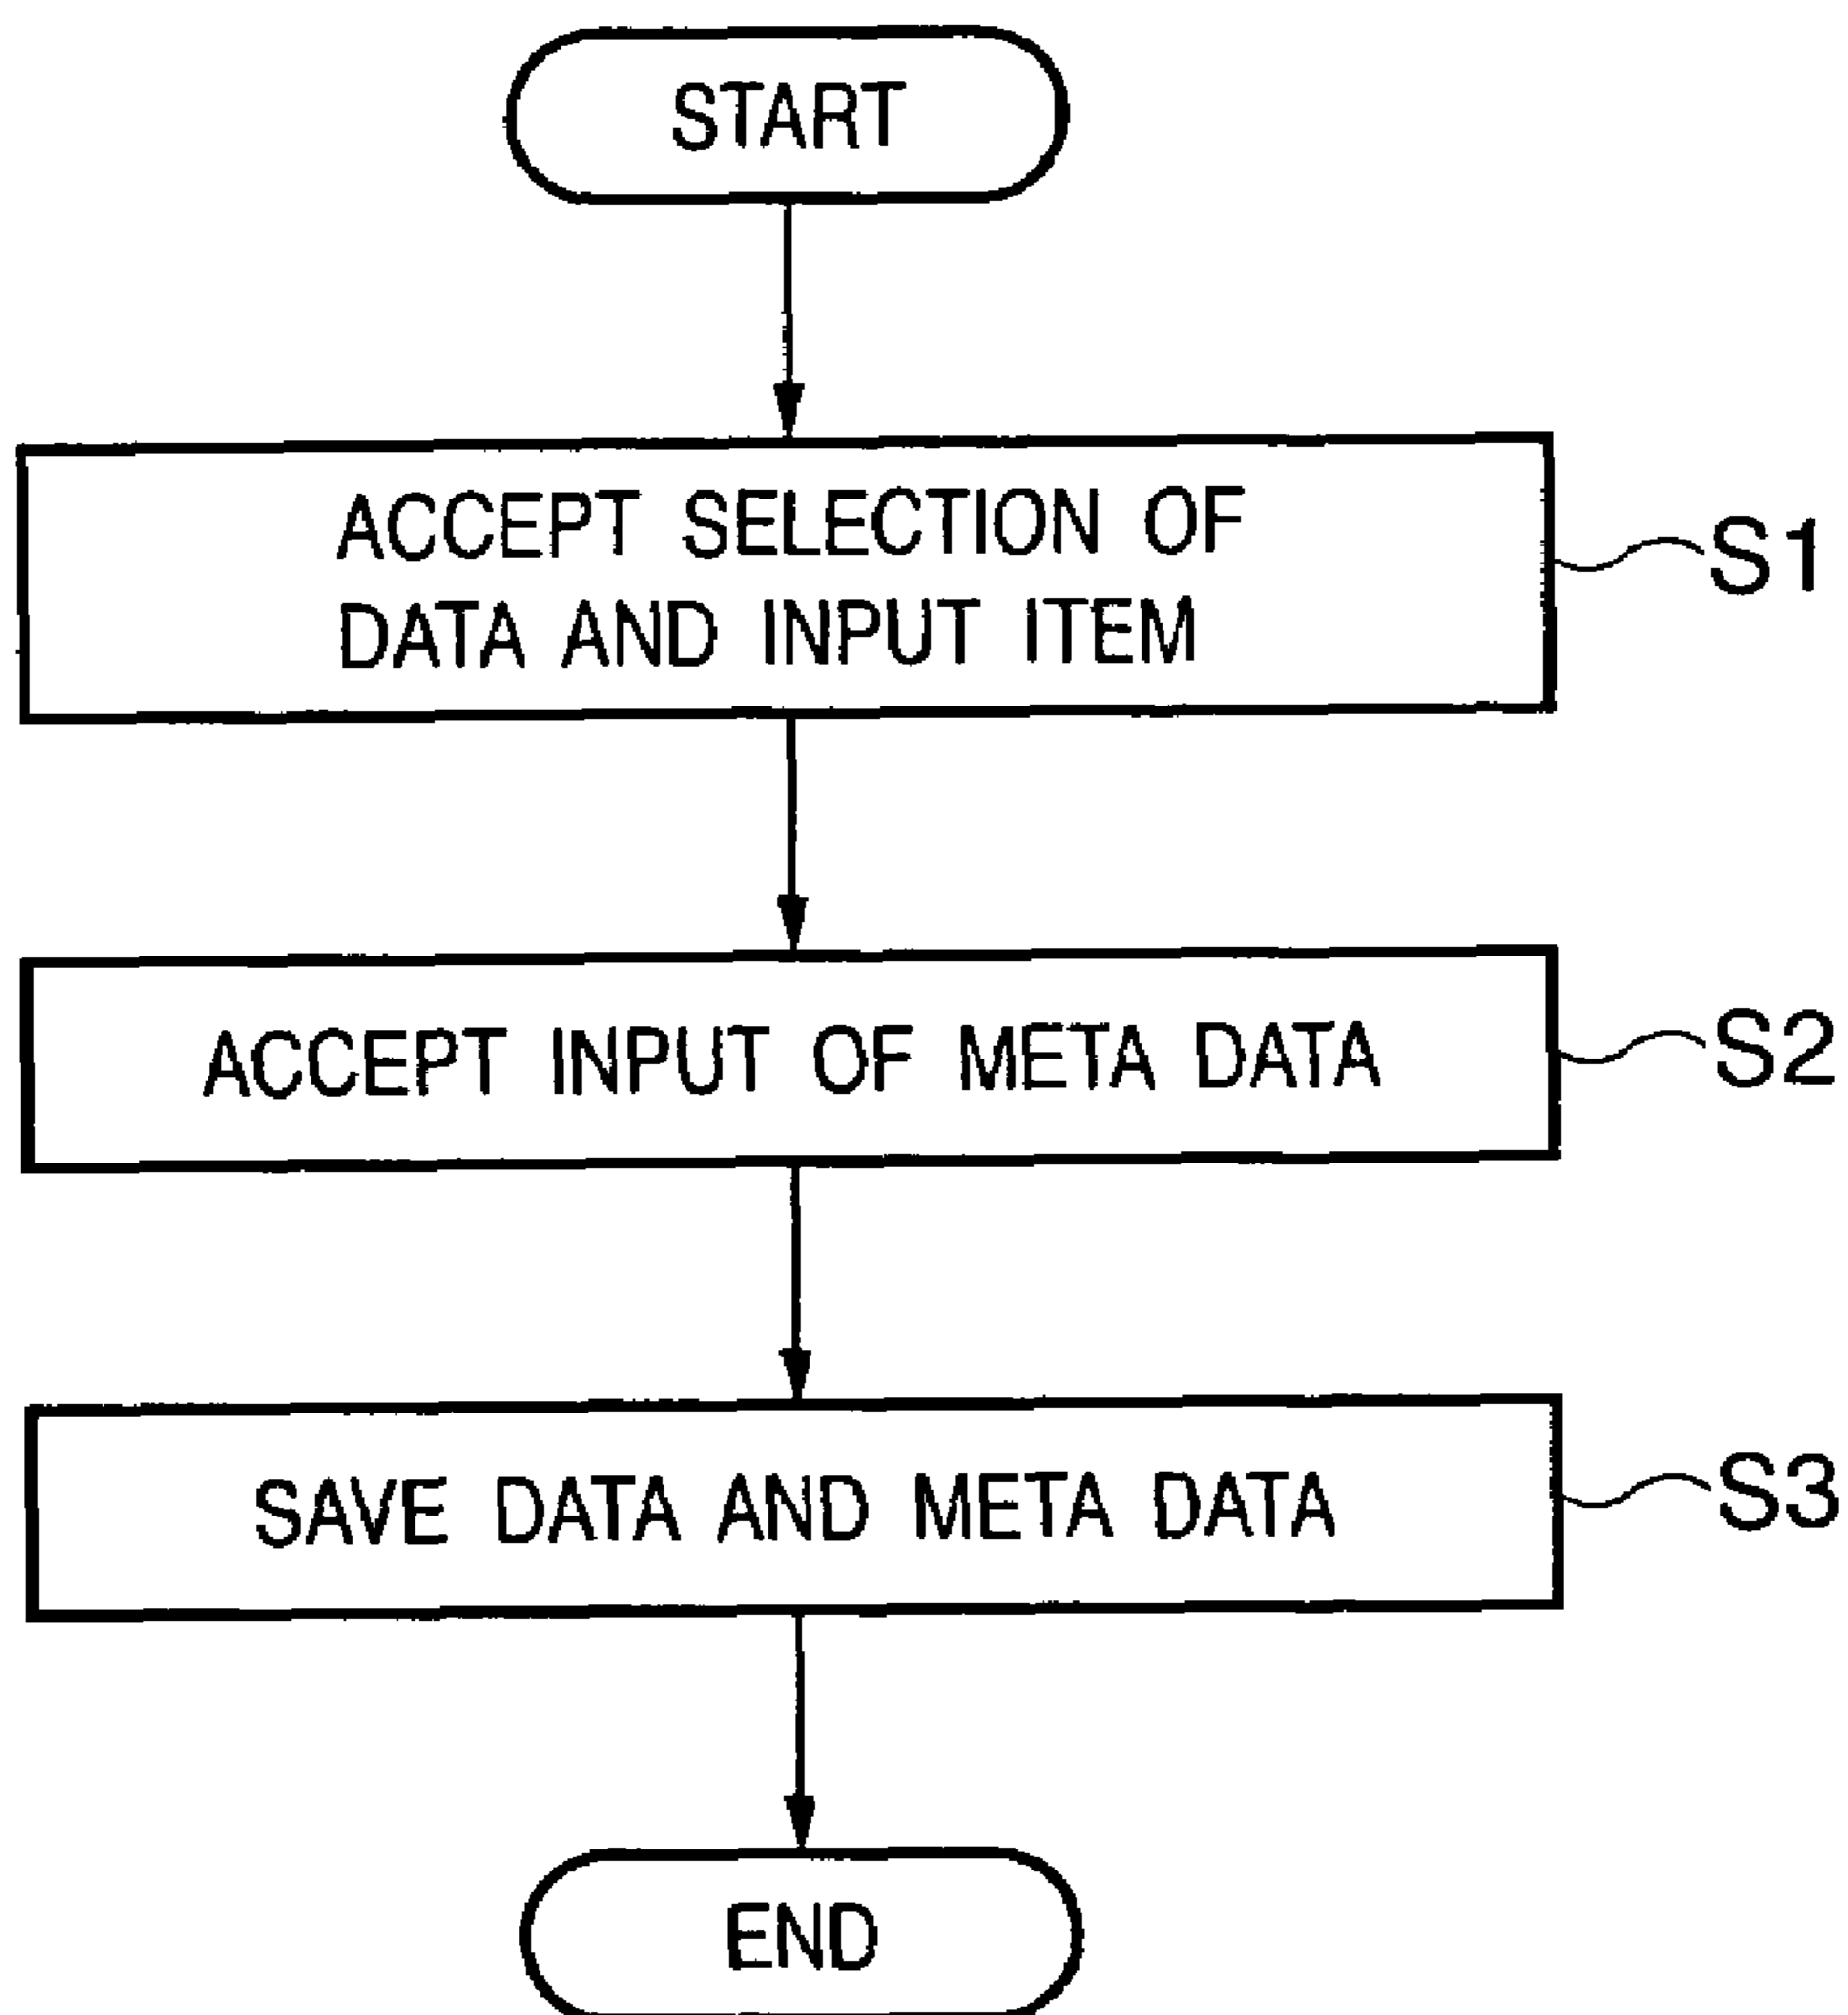 START
ACCEPT SELECTION OF
DATA AND INPUT ITEM
S1
ACCEPT INPUT OF META DATA
S2
SAVE DATA AND META DATA
S3
END